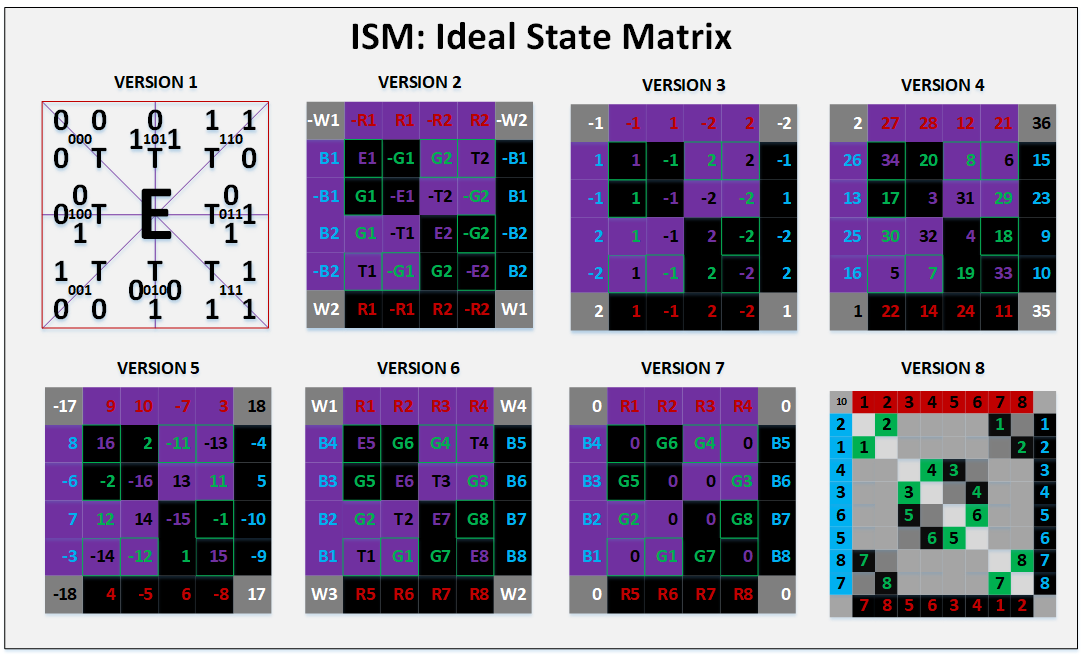 ISM: Ideal State Matrix
VERSION 1
0 0 0 1 1
000 101 110
1 1 1
0 T T T 0
0 0
0 100 T E T 011 1
1 1
1 T T T 1
001 0 010 0 111
0 0 1 1 1
VERSION 2
-W1 -R1 R1 -R2 R2 -W2
B1 E1 -G1 G2 T2 -B1
-B1 G1 -E1 -T2 -G2 B1
B2 G1 -T1 E2 -G2 -B2
-B2 T1 -G1 G2 -E2 B2
W2 R1 -R1 R2 -R2 W1
VERSION 3
-1 -1 1 -2 2 -2
1 1 -1 2 2 -1
-1 1 -1 -2 -2 1
2 1 -1 2 -2 -2
-2 1 -1 2 -2 2
2 1 -1 2 -2 1
VERSION 4
2 27 28 12 21 36
26 34 20 8 6 15
13 17 3 31 29 23
25 30 32 4 18 9
16 5 7 19 33 10
1 22 14 24 11 35
VERSION 5
-17 9 10 -7 3 18
8 16 2 -11 -13 -4
-6 -2 -16 13 11 5
7 12 14 -15 -1 -10
-3 -14 -12 1 15 -9
-18 4 -5 6 -8 17
VERSION 6
W1 R1 R2 R3 R4 W4
B4 E5 G6 G4 T4 B5
B3 G5 E6 T3 G3 B6
B2 G2 T2 E7 G8 B7
B1 T1 G1 G7 E8 B8
W3 R5 R6 R7 R8 W2
VERSION 7
0 R1 R2 R3 R4 0
B4 0 G6 G4 0 B5
B3 G5 0 0 G3 B6
B2 G2 0 0 G8 B7
B1 0 G1 G7 0 B8
0 R5 R6 R7 R8 0
VERSION 8
10 1 2 3 4 5 6 7 8
2 2 1 1
1 1 2 2
4 4 3 3
3 3 4 4
6 5 6 5
5 6 5 6
8 7 8 7
7 8 7 8
7 8 5 6 3 4 1 2